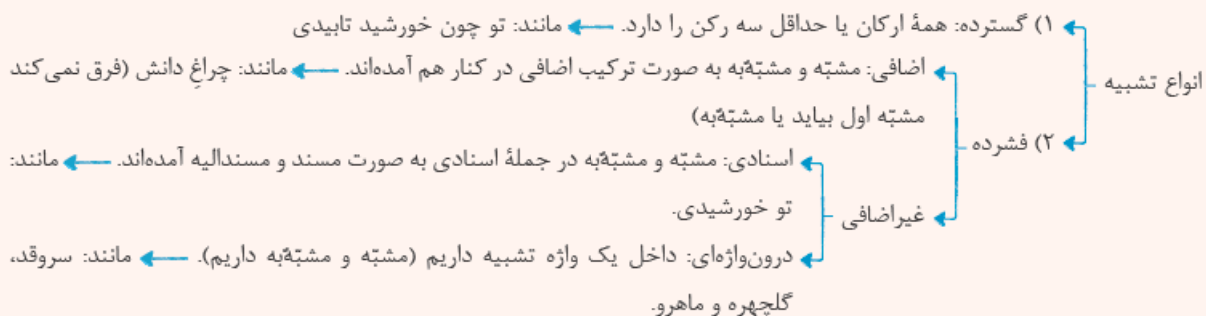 انواع تشبیه
۱) گسترده: همهٔ ارکان یا حداقل سه رکن را دارد. مانند: تو چون خورشید تابیدی
۲) فشرده
اضافی: مشبّه و مشبّهٌ‌به به صورت ترکیب اضافی در کنار هم آمده‌اند. مانند: چراغِ دانش (فرق نمی‌کند
مشبّه اول بیاید یا مشبّهٌ‌به)
غیراضافی
اسنادی: مشبّه و مشبّهٌ‌به در جملهٔ اسنادی به صورت مسند و مسندالیه آمده‌اند. مانند:
تو خورشیدی.
درون‌واژه‌ای: داخل یک واژه تشبیه داریم (مشبّه و مشبّهٌ‌به داریم). مانند: سروقد،
گلچهره و ماهرو.